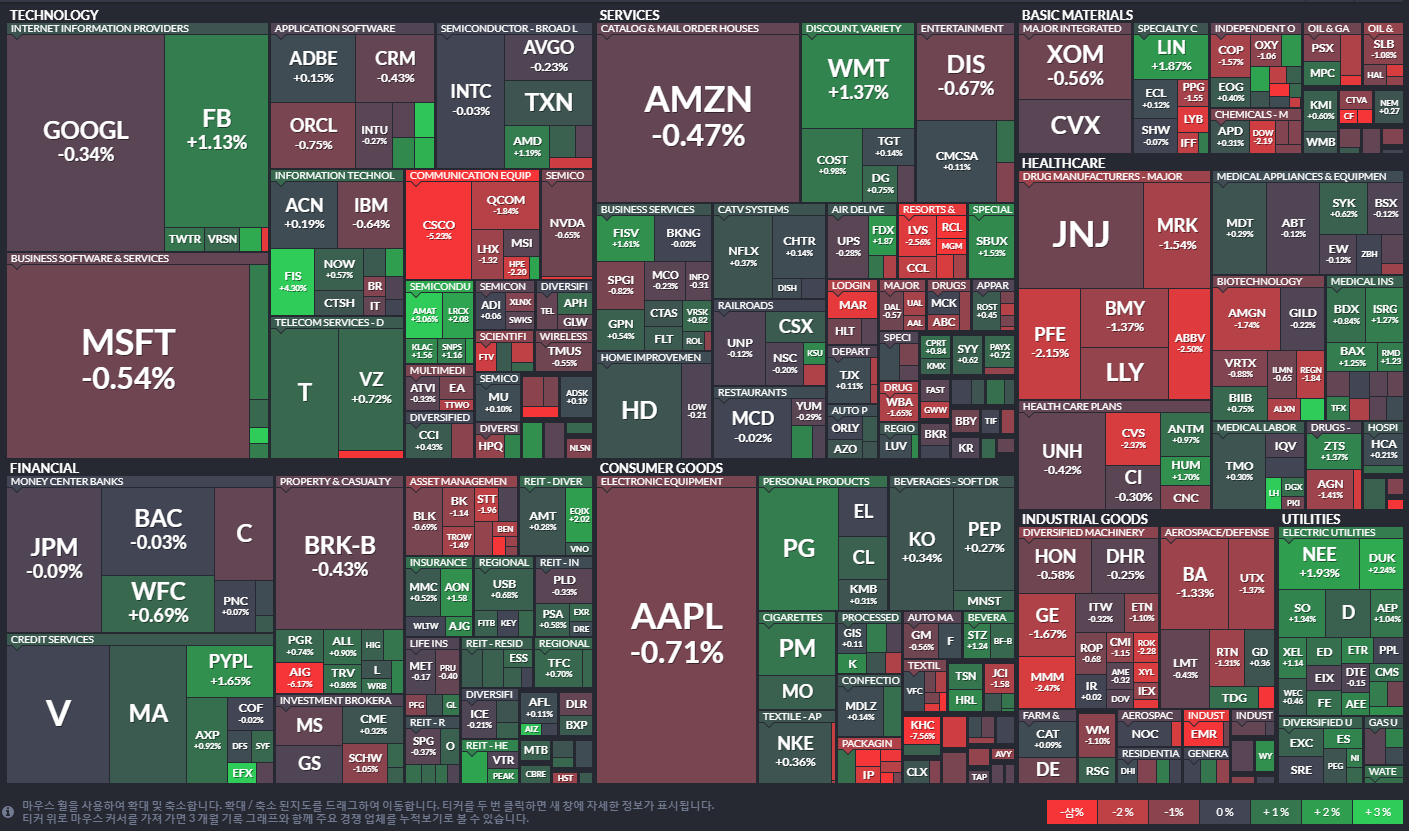 TECHNOLOGY
INTERNET INFORMATION PROVIDERS
GOOGL
-0.34%
FB
+1.13%
TWTR
VRSN
APPLICATION SOFTWARE
ADBE
+0.15%
CRM
-0.43%
ORCL
-0.75%
INTU
-0.27%
SEMICONDUCTOR - BROAD L
INTC
-0.03%
AVGO
-0.23%
TXN
AMD
+1.19%
BUSINESS SOFTWARE & SERVICES
MSFT
-0.54%
INFORMATION TECHNOL
ACN
+0.19%
IBM
-0.64%
FIS
+4.30%
NOW
+0.57%
CTSH
BR
IT
TELECOM SERVICES - D
T
VZ
+0.72%
COMMUNICATION EQUIP
CSCO
-5.23%
QCOM
-1.84%
LHX
-1.32
MSI
HPE
-2.20
SEMICO
NVDA
-0.65%
SEMICONDU
AMAT
+3.06%
LRCX
+2.08
KLAC
+1.56
SNPS
+1.16
SEMICON
ADI
+0.06
XLNX
SWKS
DIVERSIFI
TEL
APH
GLW
SCIENTIFI
FTV
WIRELESS
TMUS
-0.55%
MULTIMEDI
ATVI
-0.33%
EA
TTWO
SEMICO
MU
+0.10%
ADSK
+0.19
DIVERSIFIED
CCI
+0.43%
DIVERSI
HPQ
NLSN
SERVICES
CATALOG & MAIL ORDER HOUSES
AMZN
-0.47%
DISCOUNT, VARIETY
WMT
+1.37%
COST
+0.98%
TGT
+0.14%
DG
+0.75%
ENTERTAINMENT
DIS
-0.67%
CMCSA
+0.11%
BUSINESS SERVICES
FISV
+1.61%
BKNG
-0.02%
SPGI
-0.82%
MCO
-0.23%
INFO
-0.31
GPN
+0.54%
CTAS
VRSK
+0.82
FLT
ROL
CATV SYSTEMS
NFLX
+0.37%
CHTR
+0.14%
DISH
AIR DELIVE
UPS
-0.28%
FDX
+1.87
RESORTS &
LVS
-2.56%
RCL
MGM
CCL
SPECIAL
SBUX
+1.53%
RAILROADS
UNP
-0.12%
CSX
NSC
-0.20%
KSU
LODGIN
MAR
HLT
MAJOR
DAL
-0.57
UAL
AAL
DRUGS
MCK
ABC
APPAR
ROST
+0.45
HOME IMPROVEMEN
HD
LOW
-0.21
RESTAURANTS
MCD
-0.02%
YUM
-0.29%
DEPART
TJX
+0.11%
AUTO P
ORLY
AZO
SPECI
DRUG
WBA
-1.65%
REGIO
LUV
CPRT
+0.84
KMX
SYY
+0.62
PAYX
+0.72
FAST
GWW
BKR
BBY
TIF
KR
BASIC MATERIALS
MAJOR INTEGRATED
XOM
-0.56%
CVX
SPECIALTY C
LIN
+1.87%
ECL
+0.12%
PPG
-1.55
SHW
-0.07%
LYB
IFF
INDEPENDENT O
COP
-1.57%
OXY
-1.06
EOG
+0.40%
CHEMICALS - M
APD
+0.31%
DOW
-2.19
OIL & GA
PSX
MPC
KMI
+0.60%
WMB
OIL &
SLB
-1.08%
HAL
CTVA
CF
NEM
+0.27
HEALTHCARE
DRUG MANUFACTURERS - MAJOR
JNJ
MRK
-1.54%
PFE
-2.15%
BMY
-1.37%
LLY
ABBV
-2.50%
MEDICAL APPLIANCES & EQUIPMEN
MDT
+0.29%
ABT
-0.12%
SYK
+0.62%
BSX
-0.12%
EW
-0.12%
ZBH
BIOTECHNOLOGY
AMGN
-1.74%
GILD
-0.22%
VRTX
-0.88%
ILMN
-0.65
REGN
-1.84
BIIB
+0.75%
ALXN
MEDICAL INS
BDX
+0.84%
ISRG
+1.27%
BAX
+1.25%
RMD
+1.23
TFX
HEALTH CARE PLANS
UNH
-0.42%
CVS
-2.37%
CI
-0.30%
ANTM
+0.97%
HUM
+1.70%
CNC
MEDICAL LABOR
TMO
+0.30%
IQV
LH
DGX
PKI
DRUGS -
ZTS
+1.37%
AGN
-1.41%
HOSPI
HCA
+0.21%
FINANCIAL
MONEY CENTER BANKS
JPM
-0.09%
BAC
-0.03%
WFC
+0.69%
C
PNC
+0.07%
CREDIT SERVICES
V
MA
PYPL
+1.65%
AXP
+0.92%
COF
-0.02%
DFS
SYF
EFX
PROPERTY & CASUALTY
BRK-B
-0.43%
PGR
+0.74%
ALL
+0.90%
HIG
AIG
-6.17%
TRV
+0.86%
L
WRB
INVESTMENT BROKERA
MS
GS
CME
+0.32%
SCHW
-1.05%
ASSET MANAGEMEN
BLK
-0.69%
BK
-1.14
STT
-1.96
TROW
-1.49
BEN
REIT - DIVER
AMT
+0.28%
EQIX
+2.02
VNO
INSURANCE
MMC
+0.52%
AON
+1.58
WLTW
AJG
REGIONAL
USB
+0.68%
FITB
KEY
REIT - IN
PLD
-0.33%
PSA
+0.58%
EXR
DRE
LIFE INS
MET
-0.17
PRU
-0.40
PFG
GL
REIT - RESID
ESS
REGIONAL
TFC
+0.70%
REIT - R
SPG
-0.37%
O
DIVERSIFI
ICE
-0.21%
AFL
+0.11%
AIZ
DLR
BXP
REIT - HE
VTR
PEAK
MTB
CBRE
HST
CONSUMER GOODS
ELECTRONIC EQUIPMENT
AAPL
-0.71%
PERSONAL PRODUCTS
PG
EL
CL
KMB
+0.31%
BEVERAGES - SOFT DR
KO
+0.34%
PEP
+0.27%
MNST
CIGARETTES
PM
MO
PROCESSED
GIS
+0.11
K
AUTO MA
GM
-0.56%
F
BEVERA
STZ
+1.24
BF-B
CONFECTIO
MDLZ
+0.14%
TEXTIL
VFC
TSN
HRL
JCI
-1.58
TEXTILE - AP
NKE
+0.36%
PACKAGIN
IP
KHC
-7.56%
CLX
TAP
AVY
INDUSTRIAL GOODS
DIVERSIFIED MACHINERY
HON
-0.58%
DHR
-0.25%
GE
-1.67%
ITW
-0.32%
ETN
-1.10%
ROP
-0.68
CMI
-1.15
ROK
-2.28
MMM
-2.47%
AME
-0.32
XYL
IR
+0.02
DOV
IEX
AEROSPACE/DEFENSE
BA
-1.33%
UTX
-1.37%
LMT
-0.43%
RTN
-1.31%
GD
+0.36
TDG
FARM &
CAT
+0.09%
DE
WM
-1.10%
RSG
AEROSPAC
NOC
INDUST
EMR
INDUST
RESIDENTIA
DHI
GENERA
WY
UTILITIES
ELECTRIC UTILITIES
NEE
+1.93%
DUK
+2.24%
SO
+1.34%
D
AEP
+1.04%
XEL
+1.14
ED
ETR
PPL
EIX
DTE
-0.15
CMS
WEC
+0.46
FE
AEE
DIVERSIFIED U
EXC
ES
SRE
PEG
NI
GAS U
WATE
마우스 휠을 사용하여 확대 및 축소합니다. 확대 / 축소 된지도를 드래그하여 이동합니다. 티커를 두 번 클릭하면 새 창에 자세한 정보가 표시됩니다.
티커 위로 마우스 커서를 가져 가면 3 개월 기록 그래프와 함께 주요 경쟁 업체를 누적보기로 볼 수 있습니다.
-삼% -2 % -1% 0 % +1 % +2 % +3 %